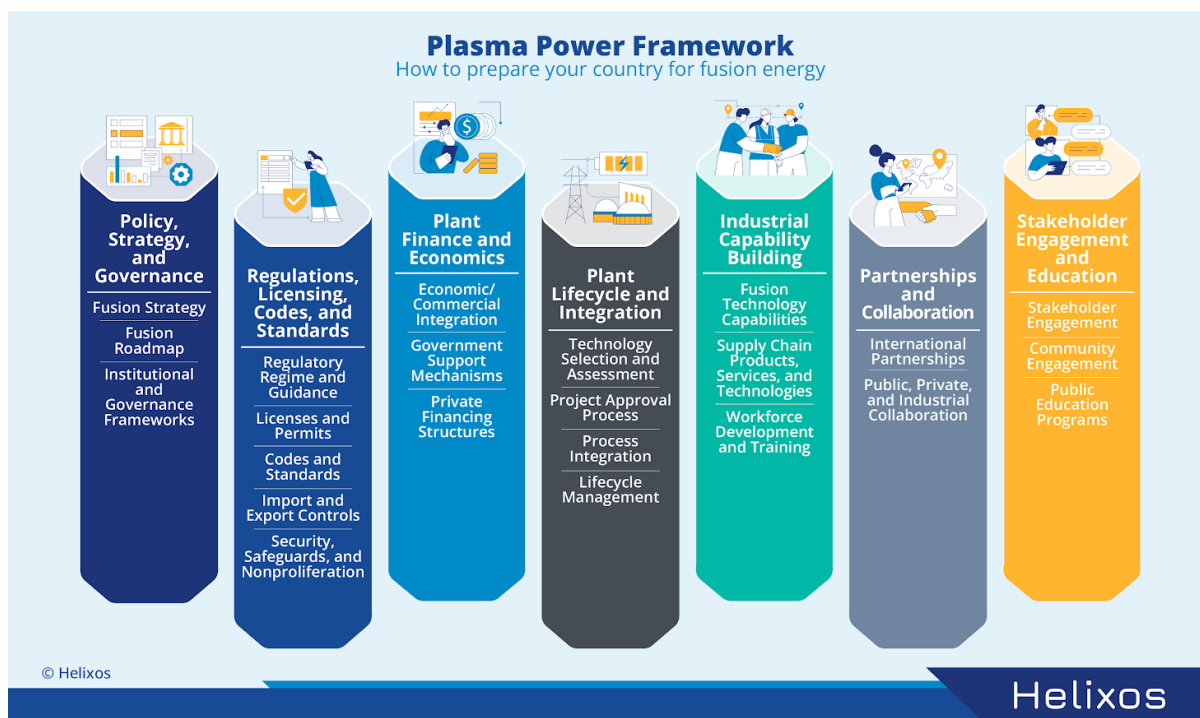 Plasma Power Framework
How to prepare your country for fusion energy
Policy,
Strategy,
and
Governance
Fusion Strategy
Fusion
Roadmap
Institutional
and
Governance
Frameworks
Regulations,
Licensing,
Codes, and
Standards
Regulatory
Regime and
Guidance
Licenses and
Permits
Codes and
Standards
Import and
Export Controls
Security,
Safeguards, and
Nonproliferation
$
Plant
Finance and
Economics
Economic/
Commercial
Integration
Government
Support
Mechanisms
Private
Financing
Structures
Plant
Lifecycle and
Integration
Technology
Selection and
Assessment
Project Approval
Process
Process
Integration
Lifecycle
Management
Industrial
Capability
Building
Fusion
Technology
Capabilities
Supply Chain
Products,
Services, and
Technologies
Workforce
Development
and Training
Partnerships
and
Collaboration
International
Partnerships
Public, Private,
and Industrial
Collaboration
Stakeholder
Engagement
and
Education
Stakeholder
Engagement
Community
Engagement
Public
Education
Programs
© Helixos
Helixos